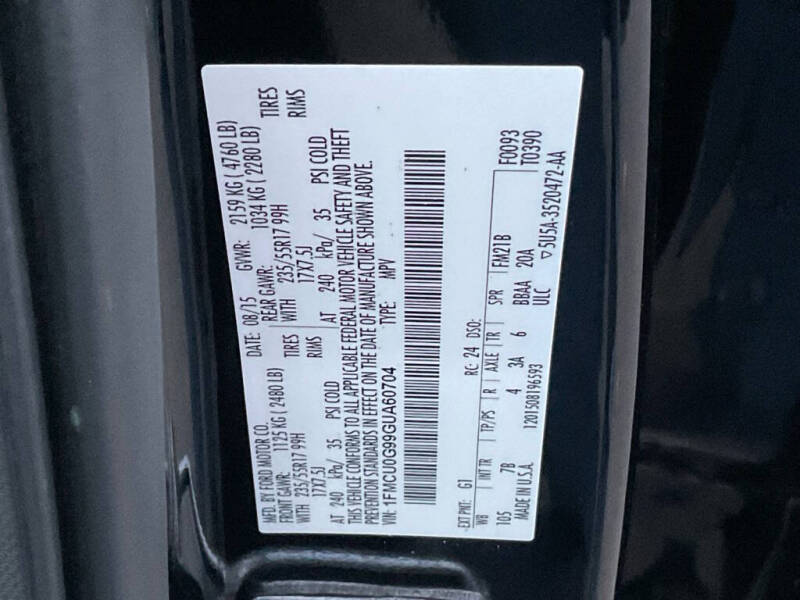 MFD. BY FORD MOTOR CO. DATE: 08/15 GVWR: 2159 KG ( 4760 LB)
FRONT GAWR: 1125 KG ( 2480 LB) REAR GAWR: 1034 KG ( 2280 LB)
235/55R17 99H TIRES WITH 235/55R17 99H TIRES
17X7.5J RIMS 17X7.5J RIMS
AT 240 kPa/ 35 PSI COLD AT 240 kPa/ 35 PSI COLD
THIS VEHICLE CONFORMS TO ALL APPLICABLE FEDERAL MOTOR VEHICLE SAFETY AND THEFT
PREVENTION STANDARDS IN EFFECT ON THE DATE OF MANUFACTURE SHOWN ABOVE.
VIN: 1FMCU0G99GUA60704 TYPE: MPV
F0093
T0390
EXT PNT: G1 RC: 24 DSO:
WB INT TR TP/PS R AXLE TR SPR FM21B
105 7B 4 3A 6 BBAA 20A
MADE IN U.S.A. 1201508196593 ULC ▽5U5A-3520472-AA